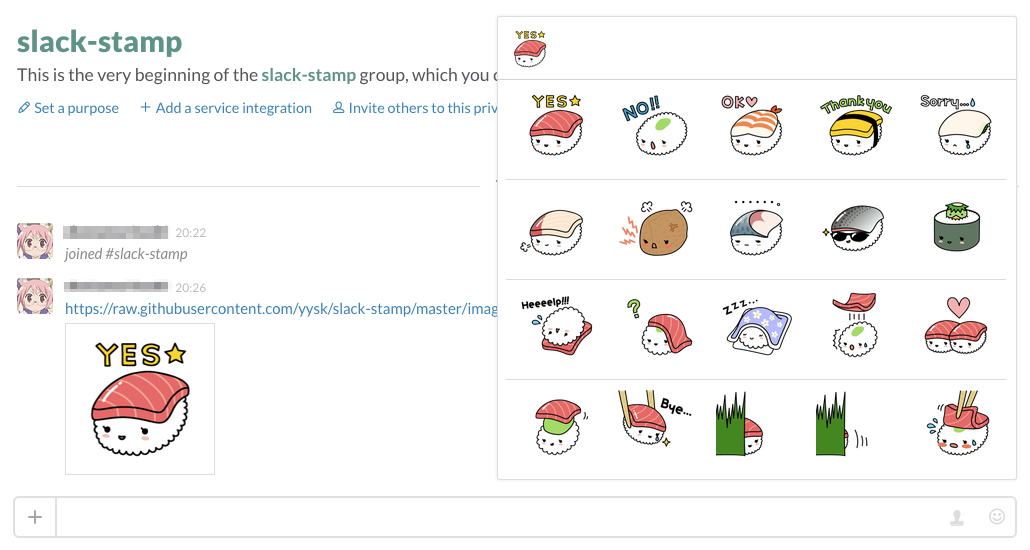 slack-stamp
This is the very beginning of the slack-stamp group, which you
Set a purpose
Add a service integration
Invite others to this priv
20:22
joined #slack-stamp
20:26
https://raw.githubusercontent.com/yysk/slack-stamp/master/imag
YES★
YES★
YES★
NO!!
OK♡
Thank you
Sorry...
Heeeelp!!!
?
zzz...
Bye...